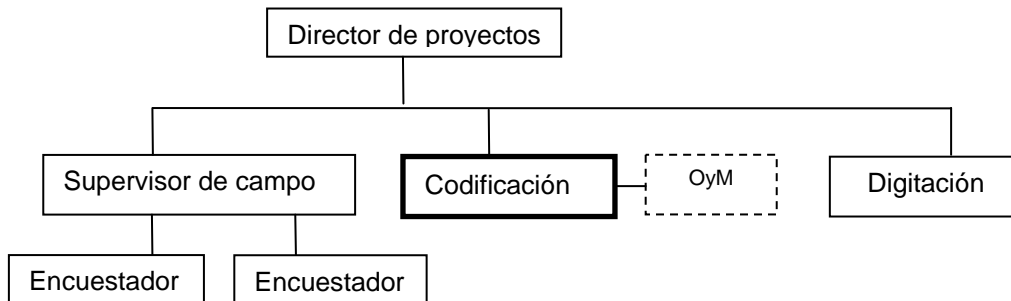 Director de proyectos
Supervisor de campo
Codificación
OyM
Digitación
Encuestador
Encuestador